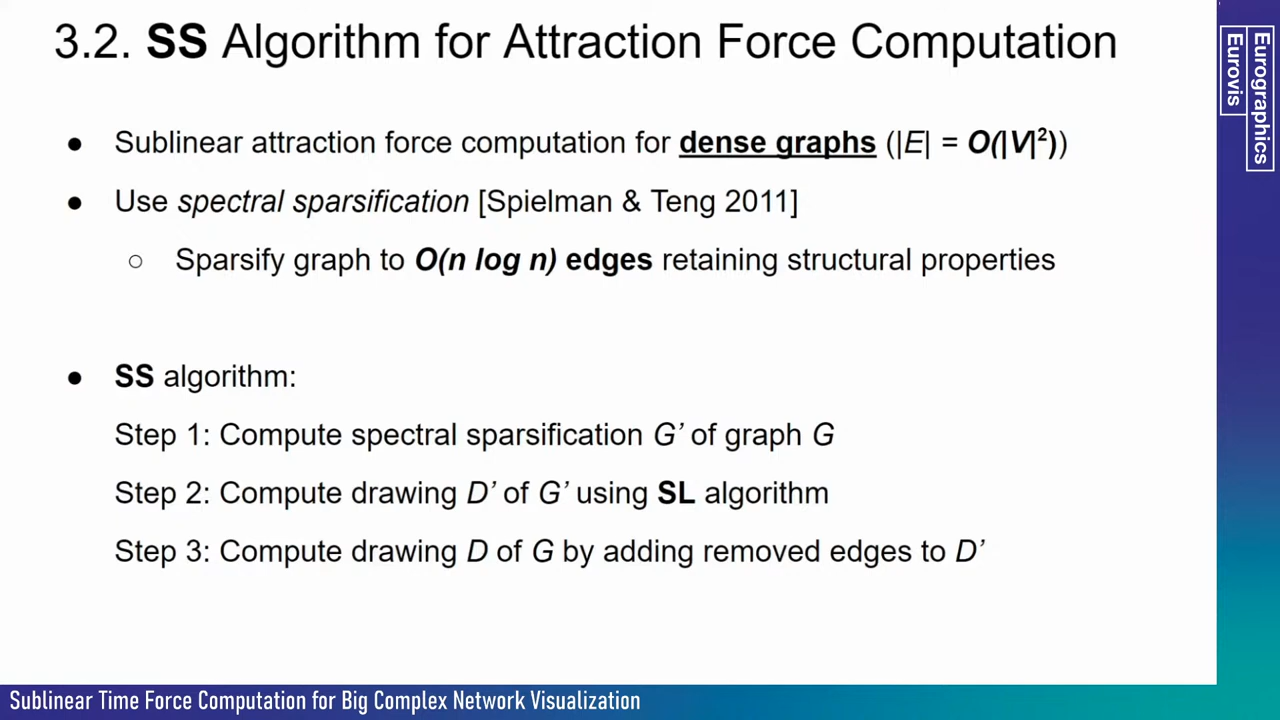 3.2. SS Algorithm for Attraction Force Computation
● Sublinear attraction force computation for dense graphs (|E| = O(|V|²))
● Use spectral sparsification [Spielman & Teng 2011]
○ Sparsify graph to O(n log n) edges retaining structural properties
● SS algorithm:
Step 1: Compute spectral sparsification G’ of graph G
Step 2: Compute drawing D’ of G’ using SL algorithm
Step 3: Compute drawing D of G by adding removed edges to D’
Eurographics
Eurovis
Sublinear Time Force Computation for Big Complex Network Visualization